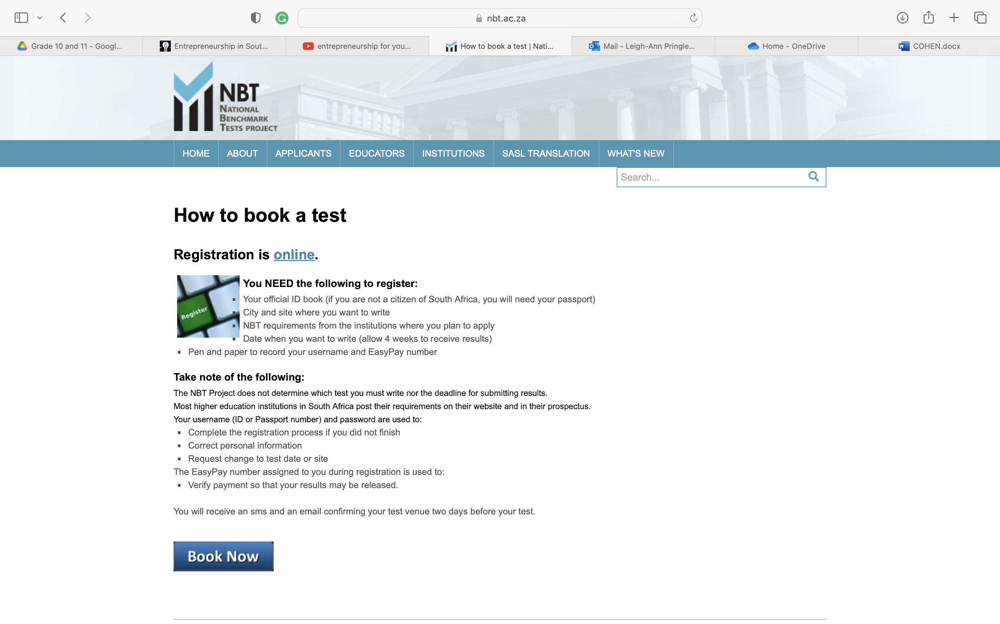 nbt.ac.za
Grade 10 and 11 - Googl...
Entrepreneurship in Sout...
entrepreneurship for you...
How to book a test | Nati...
Mail - Leigh-Ann Pringle...
Home - OneDrive
COHEN.docx
NBT
NATIONAL
BENCHMARK
TESTS PROJECT
HOME
ABOUT
APPLICANTS
EDUCATORS
INSTITUTIONS
SASL TRANSLATION
WHAT'S NEW
Search...
How to book a test
Registration is online.
Register
You NEED the following to register:
Your official ID book (if you are not a citizen of South Africa, you will need your passport)
City and site where you want to write
NBT requirements from the institutions where you plan to apply
Date when you want to write (allow 4 weeks to receive results)
Pen and paper to record your username and EasyPay number
Take note of the following:
The NBT Project does not determine which test you must write nor the deadline for submitting results.
Most higher education institutions in South Africa post their requirements on their website and in their prospectus.
Your username (ID or Passport number) and password are used to:
Complete the registration process if you did not finish
Correct personal information
Request change to test date or site
The EasyPay number assigned to you during registration is used to:
Verify payment so that your results may be released.
You will receive an sms and an email confirming your test venue two days before your test.
Book Now